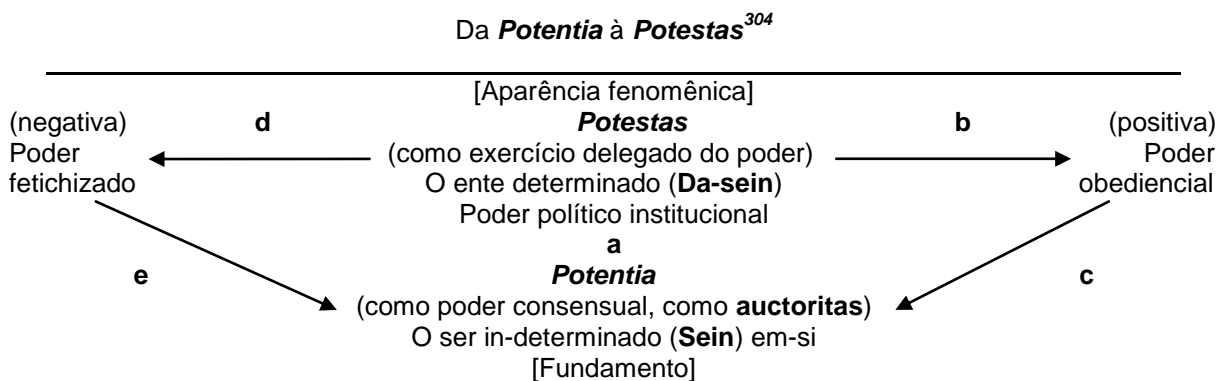 Da Potentia à Potestas304
[Aparência fenomênica]
(negativa) d Potestas b (positiva)
Poder (como exercício delegado do poder) Poder
fetichizado O ente determinado (Da-sein) obediencial
Poder político institucional
a
e Potentia c
(como poder consensual, como auctoritas)
O ser in-determinado (Sein) em-si
[Fundamento]